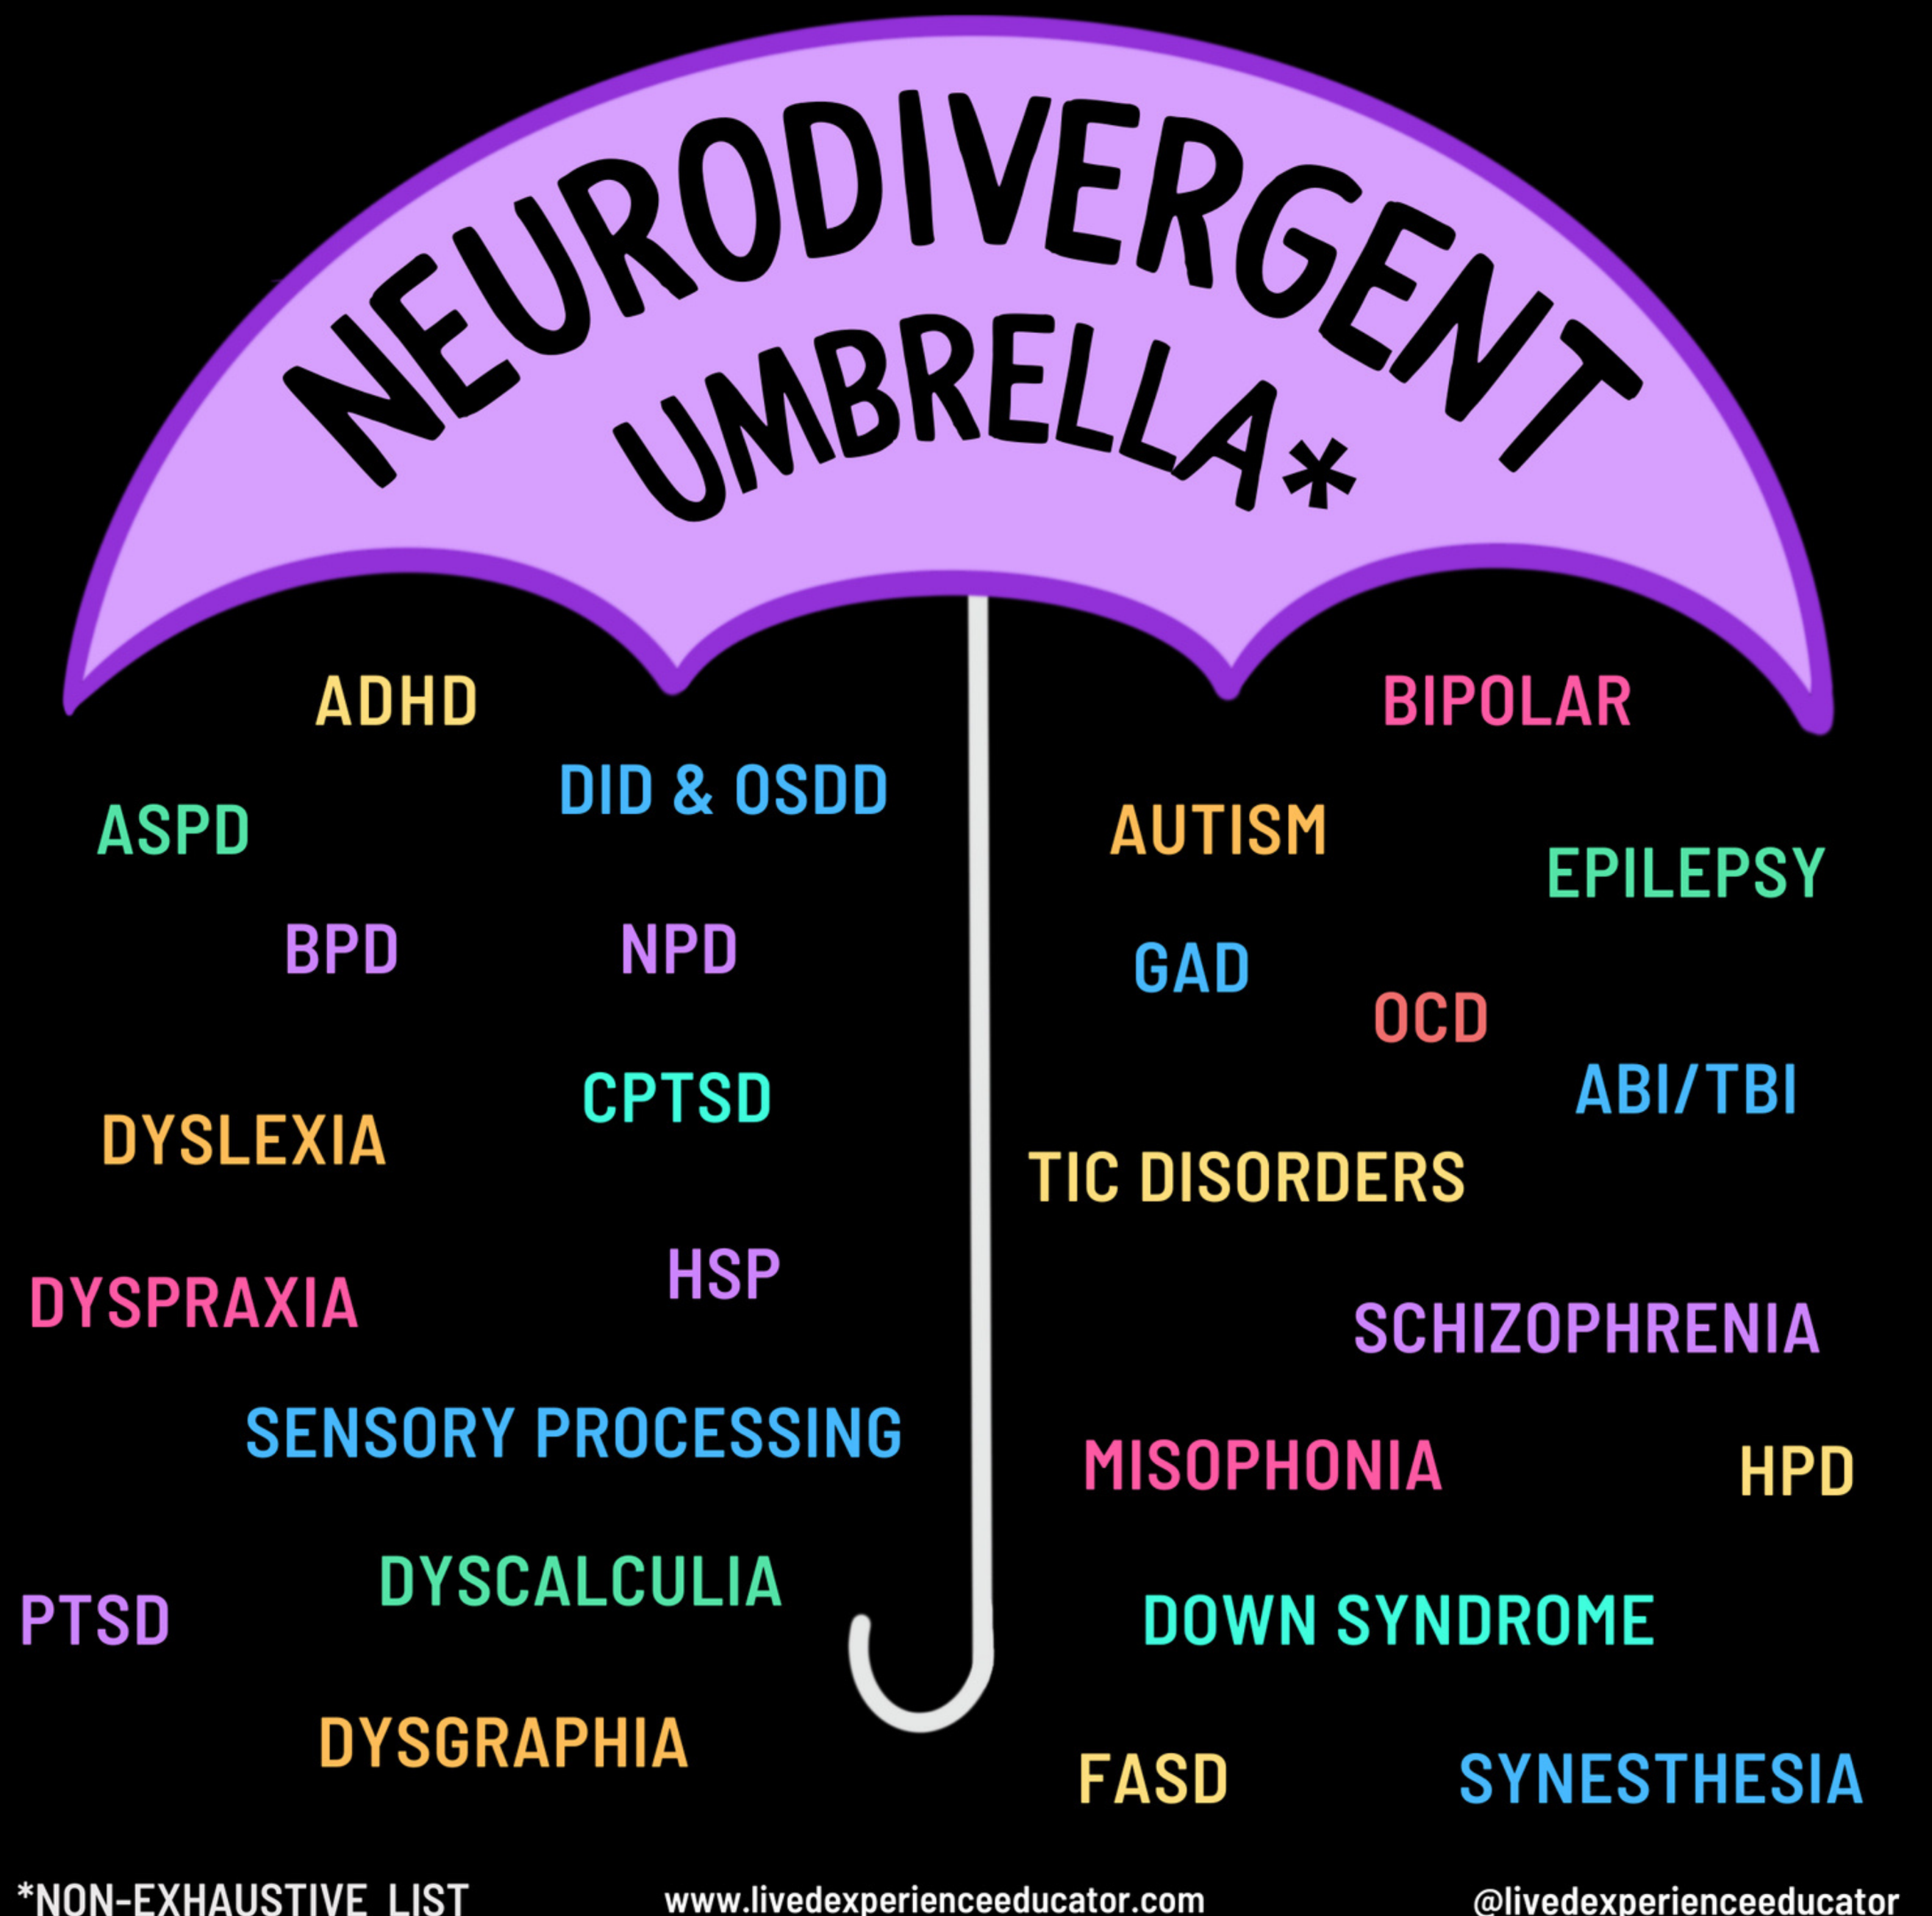 NEURODIVERGENT
UMBRELLA*
ADHD
DID & OSDD
ASPD
BPD
NPD
CPTSD
DYSLEXIA
HSP
DYSPRAXIA
SENSORY PROCESSING
DYSCALCULIA
PTSD
DYSGRAPHIA
BIPOLAR
AUTISM
EPILEPSY
GAD
OCD
ABI/TBI
TIC DISORDERS
SCHIZOPHRENIA
MISOPHONIA
HPD
DOWN SYNDROME
FASD
SYNESTHESIA
*NON-EXHAUSTIVE LIST
www.livedexperienceeducator.com
@livedexperienceeducator